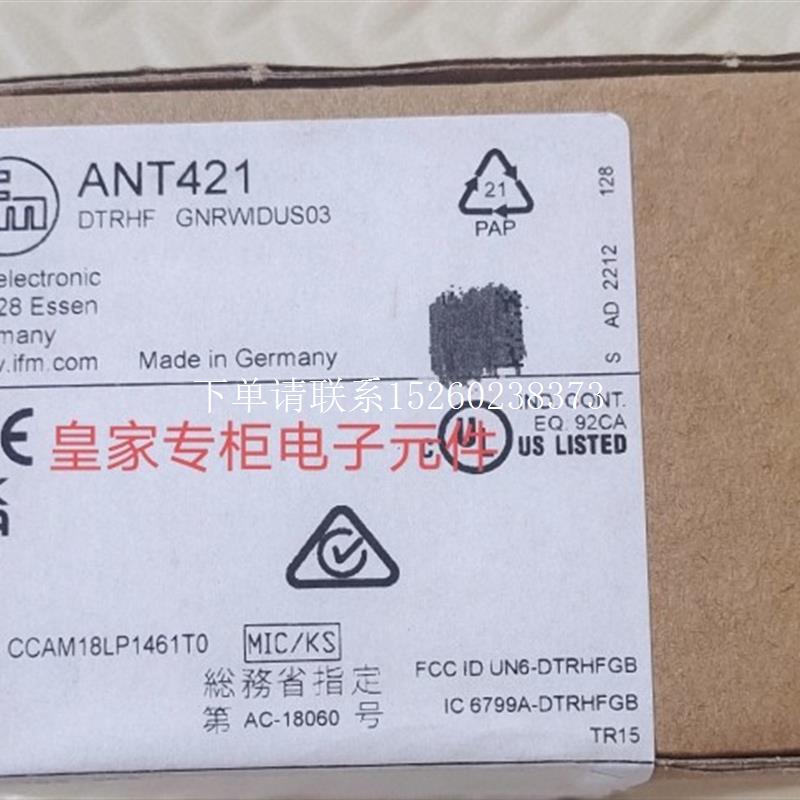 ANT421
DTRHF GNRWIDUS03
21
PAP
S AD 2212 128
electronic
28 Essen
many
.ifm.com
Made in Germany
下单请联系15260238373
IND. CONT.
EQ. 92CA
US LISTED
皇家专柜电子元件
CCAM18LP1461T0
MIC/KS
総務省指定
第 AC-18060 号
FCC ID UN6-DTRHFGB
IC 6799A-DTRHFGB
TR15